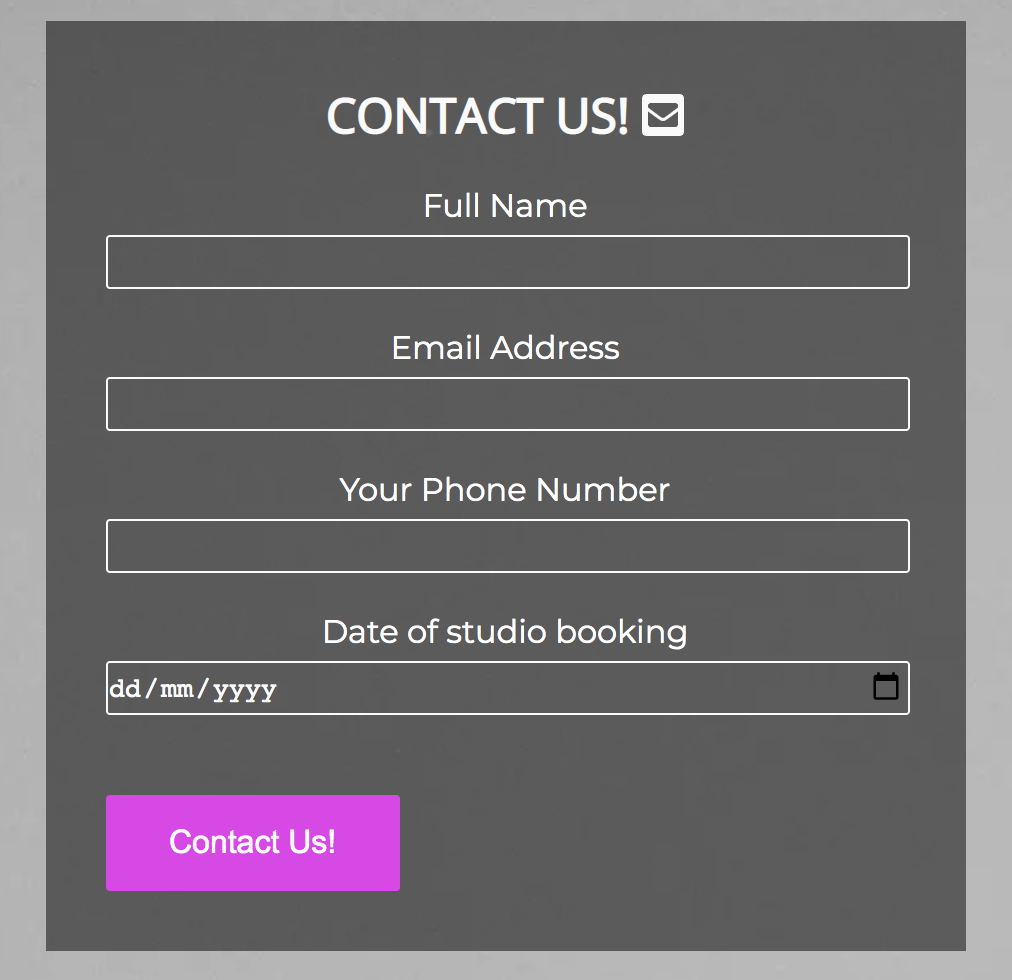 CONTACT US!
Full Name
Email Address
Your Phone Number
Date of studio booking
dd/mm/yyyy
Contact Us!